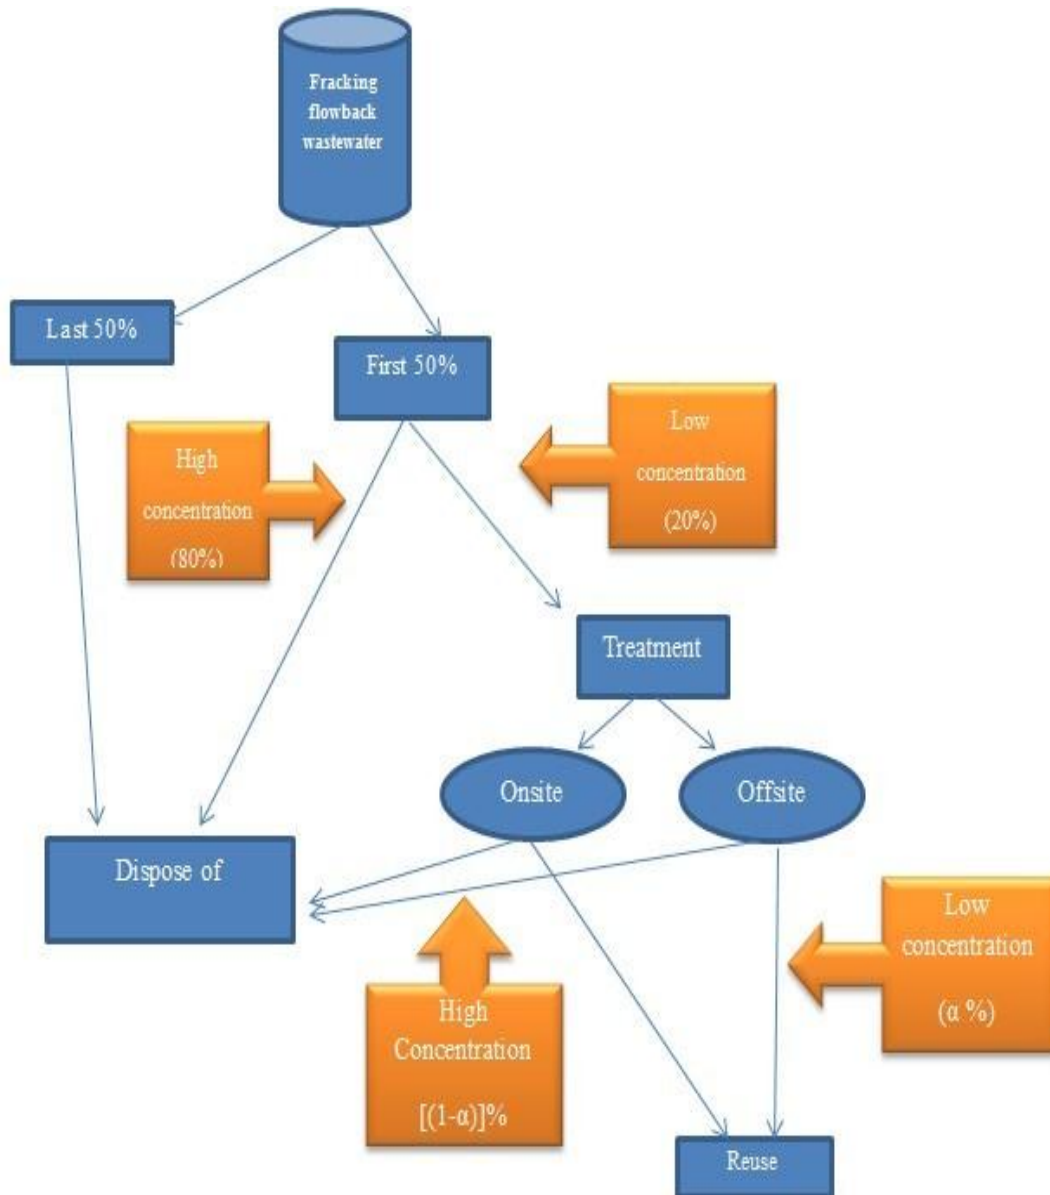 Fracking
flowback
wastewater
Last 50%
First 50%
High
concentration
(80%)
Low
concentration
(20%)
Treatment
Onsite
Offsite
Dispose of
Low
concentration
(α %)
High
Concentration
[(1-α)]%
Reuse